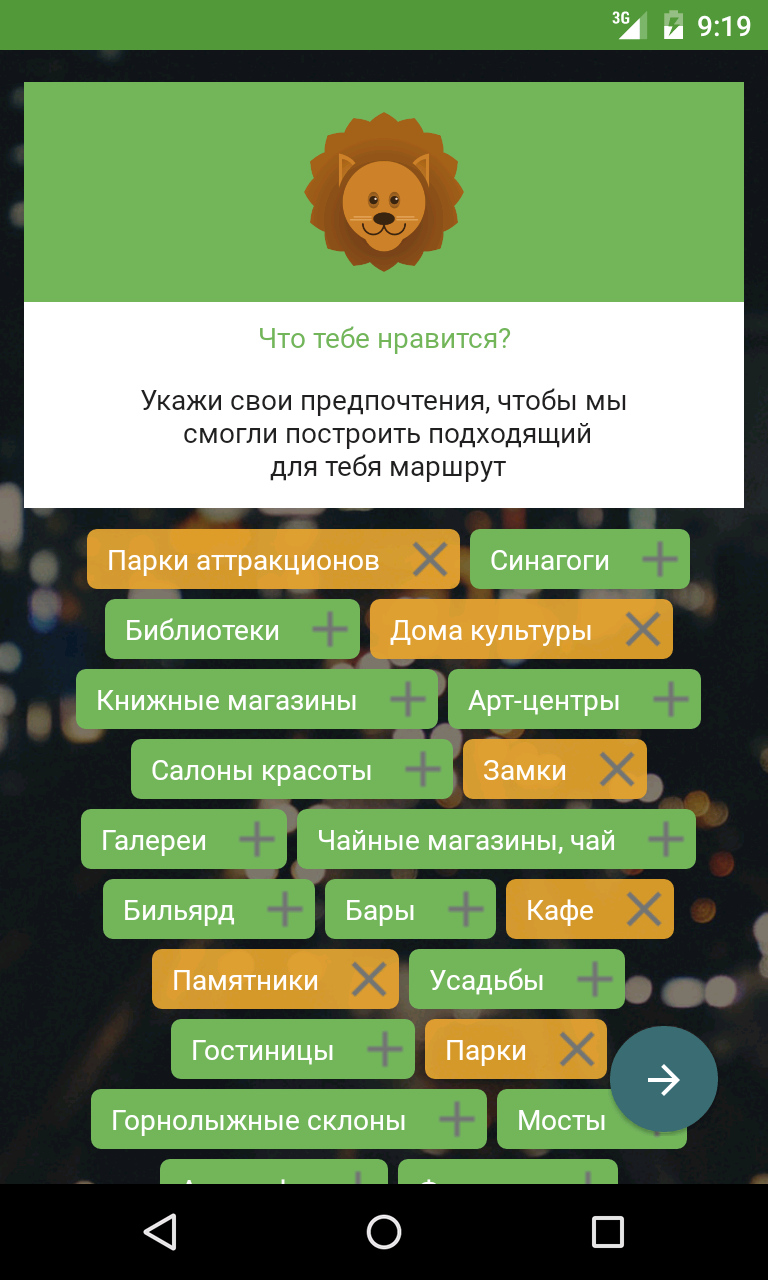 3G 9:19
Что тебе нравится?
Укажи свои предпочтения, чтобы мы
смогли построить подходящий
для тебя маршрут
Парки аттракционов Синагоги
Библиотеки Дома культуры
Книжные магазины Арт-центры
Салоны красоты Замки
Галереи Чайные магазины, чай
Бильярд Бары Кафе
Памятники Усадьбы
Гостиницы Парки
Горнолыжные склоны Мосты